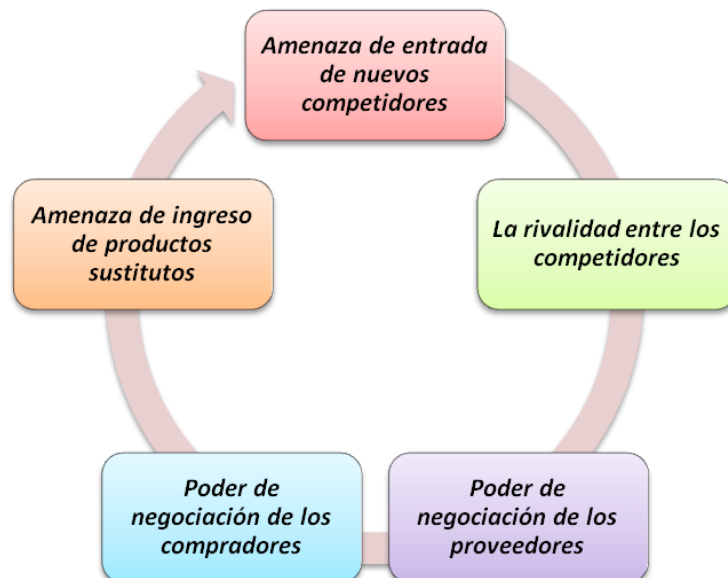 Amenaza de entrada
de nuevos
competidores
La rivalidad entre los
competidores
Poder de
negociación de los
proveedores
Poder de
negociación de los
compradores
Amenaza de ingreso
de productos
sustitutos